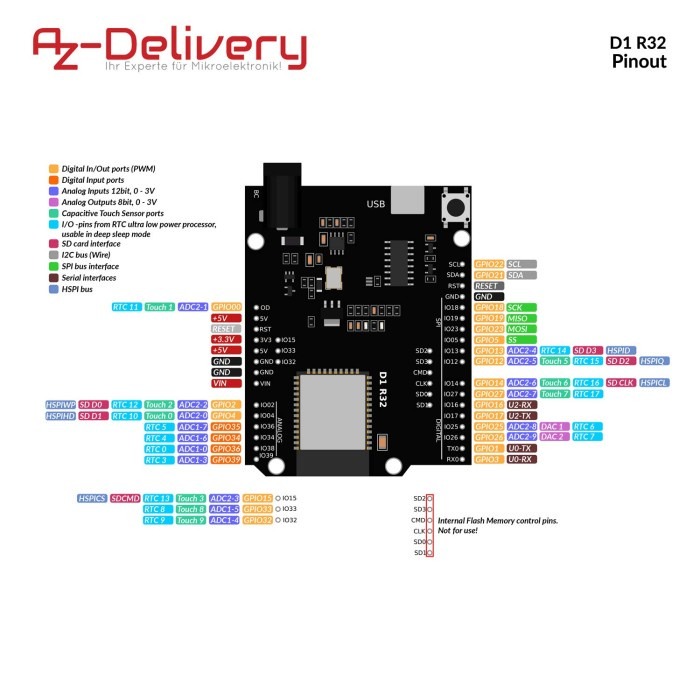 Az-Delivery
Ihr Experte für Mikroelektronik!
D1 R32
Pinout
Digital In/Out ports (PWM)
Digital Input ports
Analog Inputs 12bit, 0 - 3V
Analog Outputs 8bit, 0 - 3V
Capacitive Touch Sensor ports
I/O -pins from RTC ultra low power processor,
usable in deep sleep mode
SD card interface
I2C bus (Wire)
SPI bus interface
Serial interfaces
HSPI bus
DC
USB
RTC 11 Touch 1 ADC2-1 GPIO00 OD
+5V 5V
RESET RST
+3.3V 3V3 IO15
+5V 5V IO33
GND GND IO32
GND GND
VIN VIN
HSPIWP SD D0 RTC 12 Touch 2 ADC2-2 GPIO2 IO02
HSPIHD SD D1 RTC 10 Touch 0 ADC2-0 GPIO4 IO04
RTC 5 ADC1-7 GPIO35 IO36
RTC 4 ADC1-6 GPIO34 IO34
RTC 0 ADC1-0 GPIO36 IO38
RTC 3 ADC1-3 GPIO39 IO39
ANALOG
D1 R32
SCL GPIO22 SCL
SDA GPIO21 SDA
RST RESET
GND GND
IO18 GPIO18 SCK
IO19 GPIO19 MISO
IO23 GPIO23 MOSI
IO05 GPIO5 SS
SPI
SD2 IO13 GPIO13 ADC2-4 RTC 14 SD D3 HSPID
SD3 IO12 GPIO12 ADC2-5 Touch 5 RTC 15 SD D2 HSPIQ
CMD
CLK IO14 GPIO14 ADC2-6 Touch 6 RTC 16 SD CLK HSPICL
SD0 IO27 GPIO27 ADC2-7 Touch 7 RTC 17
SD1 IO16 GPIO16 U2-RX
IO17 GPIO17 U2-TX
IO25 GPIO25 ADC2-8 DAC 1 RTC 6
IO26 GPIO26 ADC2-9 DAC 2 RTC 7
TX0 GPIO1 U0-TX
RX0 GPIO3 U0-RX
DIGITAL
HSPICS SDCMD RTC 13 Touch 3 ADC2-3 GPIO15 IO15
RTC 8 Touch 8 ADC1-5 GPIO33 IO33
RTC 9 Touch 9 ADC1-4 GPIO32 IO32
SD2
SD3
CMD
CLK
SD0
SD1
Internal Flash Memory control pins.
Not for use!